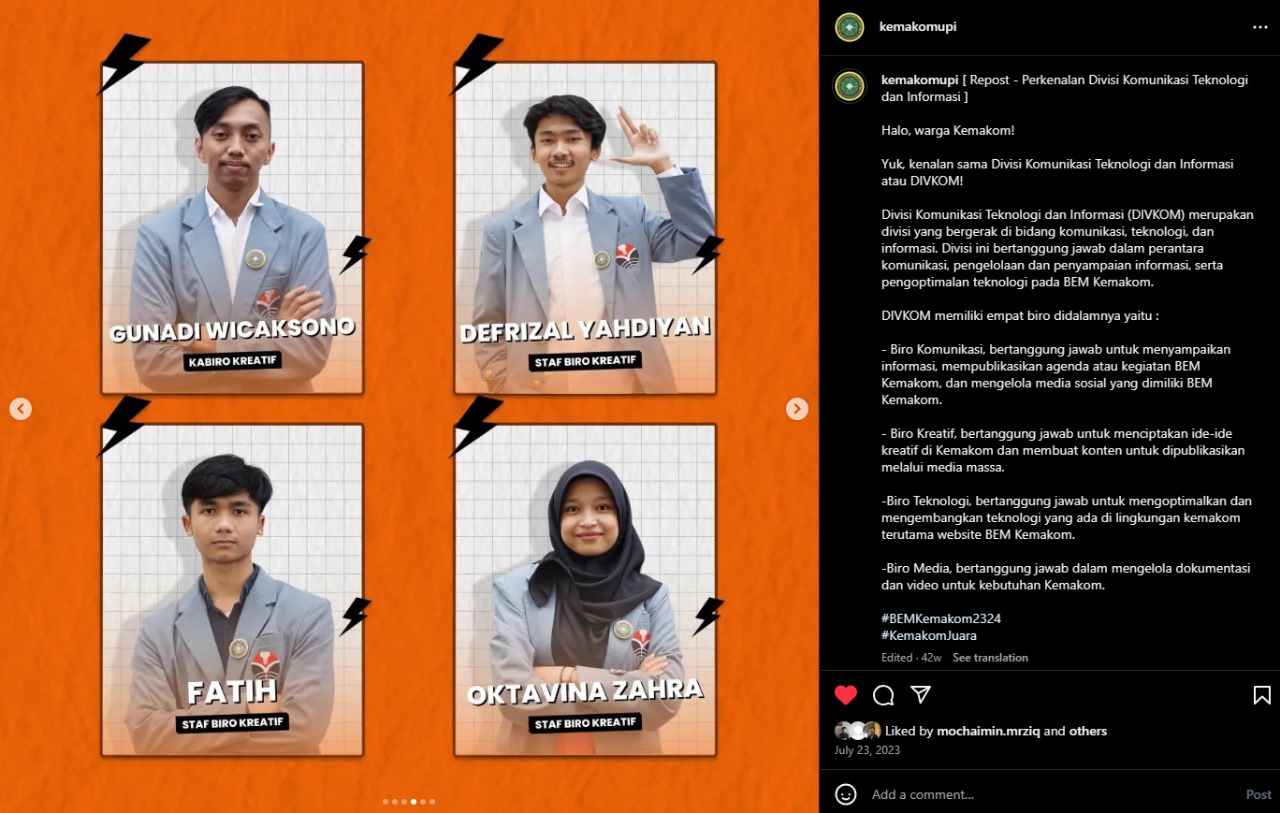 GUNADI WICAKSONO
KABIRO KREATIF
DEFRIZAL YAHDIYAN
STAF BIRO KREATIF
FATIH
STAF BIRO KREATIF
OKTAVINA ZAHRA
STAF BIRO KREATIF
kemakomupi
kemakomupi [ Repost - Perkenalan Divisi Komunikasi Teknologi
dan Informasi ]
Halo, warga Kemakom!
Yuk, kenalan sama Divisi Komunikasi Teknologi dan Informasi
atau DIVKOM!
Divisi Komunikasi Teknologi dan Informasi (DIVKOM) merupakan
divisi yang bergerak di bidang komunikasi, teknologi, dan
informasi. Divisi ini bertanggung jawab dalam perantara
komunikasi, pengelolaan dan penyampaian informasi, serta
pengoptimalan teknologi pada BEM Kemakom.
DIVKOM memiliki empat biro didalamnya yaitu :
- Biro Komunikasi, bertanggung jawab untuk menyampaikan
informasi, mempublikasikan agenda atau kegiatan BEM
Kemakom, dan mengelola media sosial yang dimiliki BEM
Kemakom.
- Biro Kreatif, bertanggung jawab untuk menciptakan ide-ide
kreatif di Kemakom dan membuat konten untuk dipublikasikan
melalui media massa.
-Biro Teknologi, bertanggung jawab untuk mengoptimalkan dan
mengembangkan teknologi yang ada di lingkungan kemakom
terutama website BEM Kemakom.
-Biro Media, bertanggung jawab dalam mengelola dokumentasi
dan video untuk kebutuhan Kemakom.
#BEMKemakom2324
#KemakomJuara
Edited · 42w See translation
Liked by mochaimin.mrziq and others
July 23, 2023
Add a comment...
Post